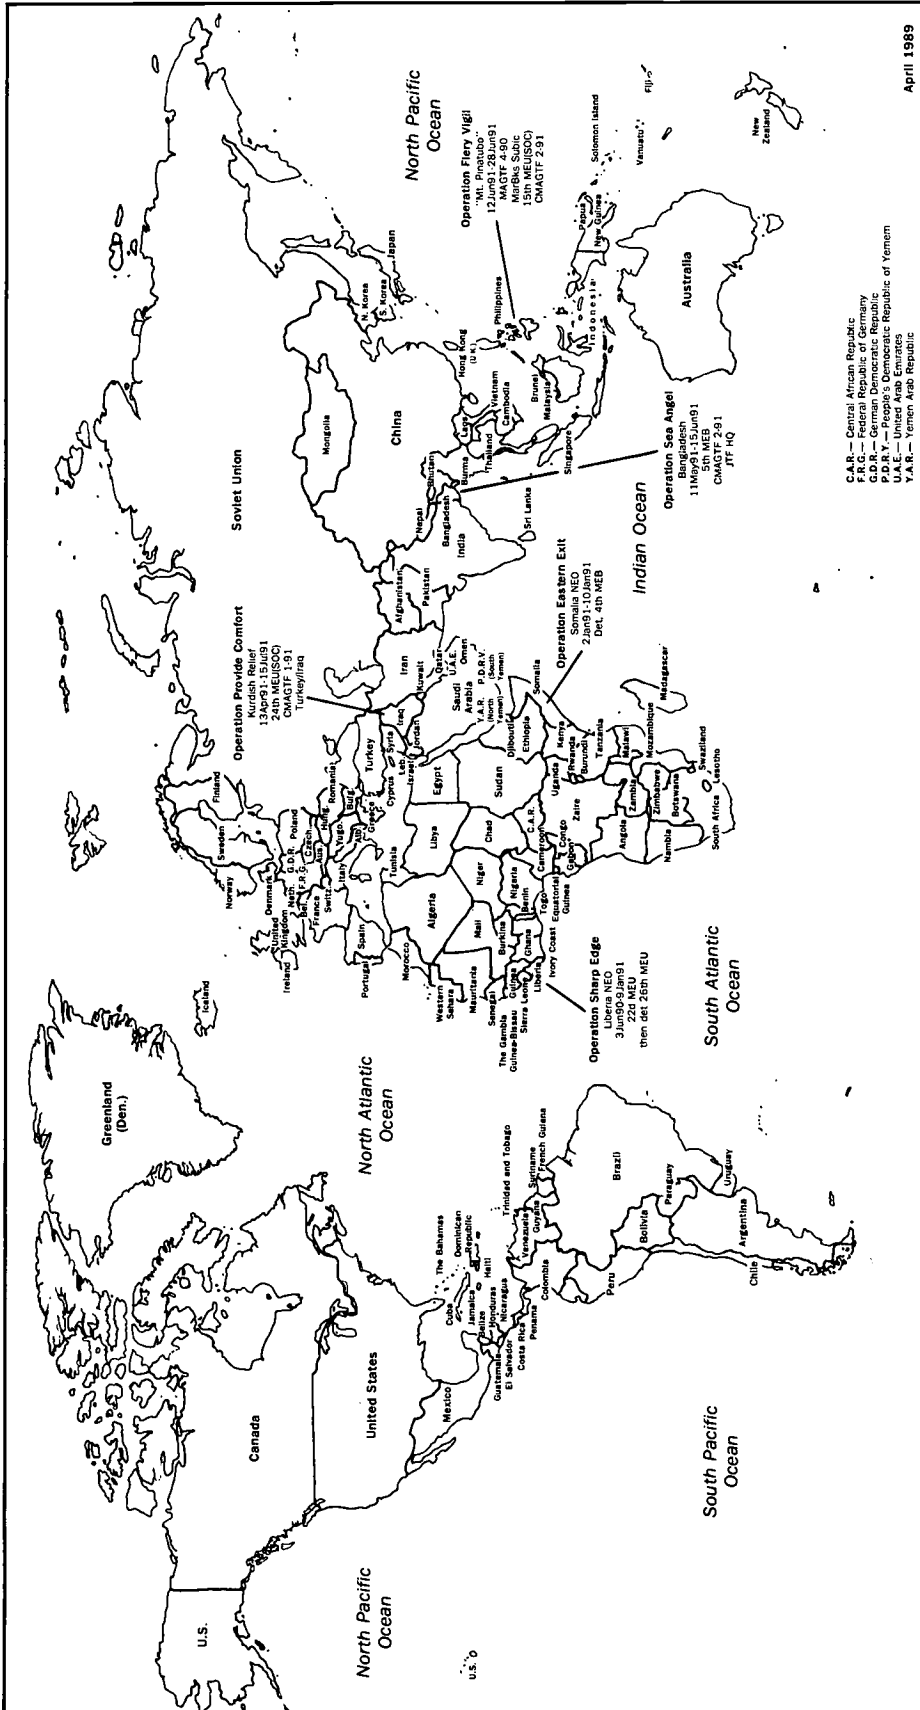 North Pacific
Ocean
U.S.
U.S.
Canada
United States
Mexico
Greenland
(Den.)
Iceland
North Atlantic
Ocean
The Bahamas
Cuba
Dominican
Republic
Jamaica
Haiti
Belize
Honduras
Guatemala
El Salvador
Nicaragua
Costa Rica
Panama
Trinidad and Tobago
Venezuela
Guyana
Suriname
French Guiana
Colombia
Brazil
Peru
Bolivia
Paraguay
Uruguay
Argentina
Chile
South Pacific
Ocean
South Atlantic
Ocean
Norway
Sweden
Finland
Denmark
United
Kingdom
Ireland
Neth.
Bel.
F.R.G.
G.D.R.
Poland
Czech.
France
Switz.
Aus.
Hung.
Romania
Yugo.
Bulg.
Italy
Alb.
Greece
Spain
Portugal
Turkey
Cyprus
Syria
Leb.
Israel
Jordan
Iraq
Iran
Kuwait
Saudi
Arabia
Qatar
U.A.E.
Oman
P.D.R.Y.
(South
Yemen)
Y.A.R.
(North
Yemen)
Morocco
Algeria
Tunisia
Libya
Egypt
Western
Sahara
Mauritania
Mali
Niger
Chad
Sudan
Senegal
The Gambia
Guinea-Bissau
Guinea
Sierra Leone
Liberia
Ivory Coast
Burkina
Ghana
Togo
Benin
Nigeria
Cameroon
C.A.R.
Equatorial
Guinea
Gabon
Congo
Zaire
Djibouti
Ethiopia
Somalia
Uganda
Kenya
Rwanda
Burundi
Tanzania
Angola
Zambia
Malawi
Mozambique
Zimbabwe
Namibia
Botswana
South Africa
Swaziland
Lesotho
Madagascar
Operation Sharp Edge
Liberia NEO
3Jun90-9Jan91
22d MEU
then det 26th MEU
Operation Provide Comfort
Kurdish Relief
13Apr91-15Jul91
24th MEU(SOC)
CMAGTF 1-91
Turkey/Iraq
Operation Eastern Exit
Somalia NEO
2Jan91-10Jan91
Det, 4th MEB
Soviet Union
Mongolia
China
Afghanistan
Pakistan
Nepal
Bhutan
Bangladesh
India
Sri Lanka
Burma
Laos
Thailand
Vietnam
Cambodia
Hong Kong
(U.K.)
N. Korea
S. Korea
Japan
Philippines
Brunei
Malaysia
Singapore
Indonesia
Papua
New Guinea
Solomon Island
Vanuatu
Fiji
Australia
New
Zealand
North Pacific
Ocean
Indian Ocean
Operation Sea Angel
Bangladesh
11May91-15Jun91
5th MEB
CMAGTF 2-91
JTF HQ
Operation Fiery Vigil
"Mt. Pinatubo"
12Jun91-28Jun91
MAGTF 4-90
MarBks Subic
15th MEU(SOC)
CMAGTF 2-91
C.A.R.— Central African Republic
F.R.G.— Federal Republic of Germany
G.D.R.— German Democratic Republic
P.D.R.Y.— People's Democratic Republic of Yemem
U.A.E.— United Arab Emirates
Y.A.R.— Yemen Arab Republic
April 1989